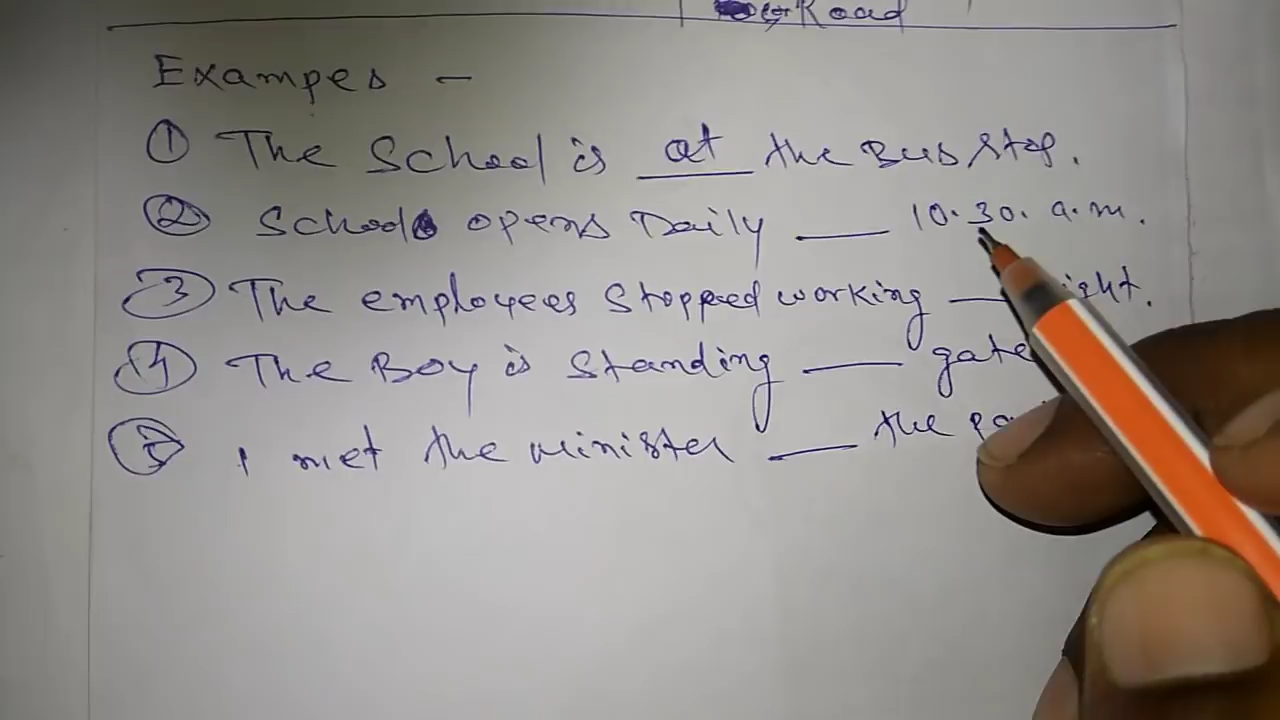 Road
Exampes –
① The School is at the Bus stop.
② School opens Daily ___ 10.30. a.m.
③ The employees stopped working ___
④ The Boy is standing ___ gate
⑤ I met the minister ___ the